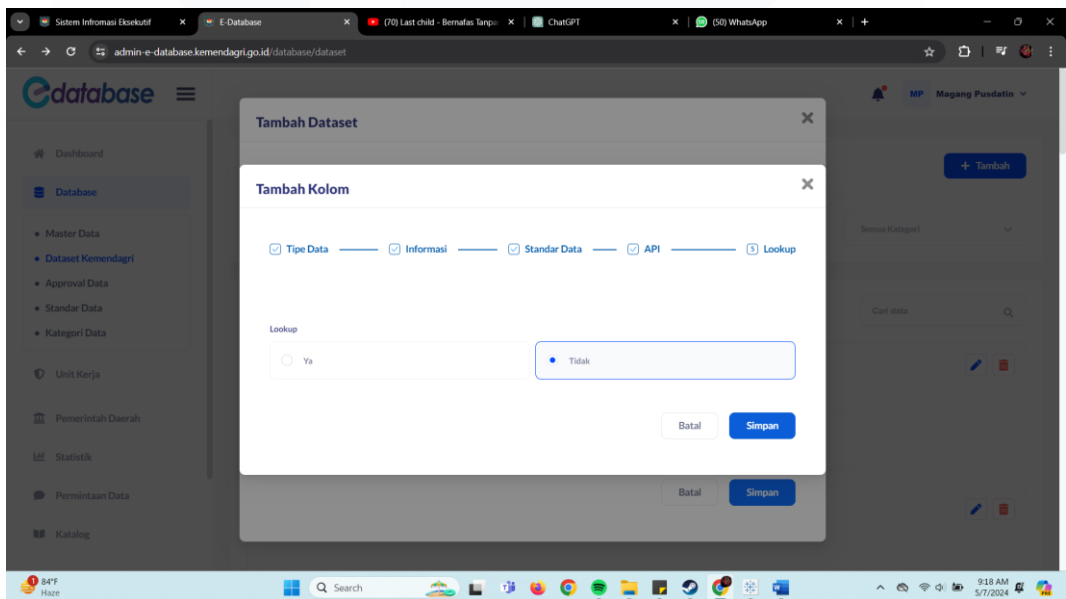 Sistem Infromasi Eksekutif
E-Database
(70) Last child - Bernafas Tanpa
ChatGPT
(50) WhatsApp
admin-e-database.kemendagri.go.id/database/dataset
edatabase
MP Magang Pusdatin
Tambah Dataset
Dashboard
+ Tambah
Database
Tambah Kolom
Master Data
Semua Kategori
Tipe Data
Informasi
Standar Data
API
5 Lookup
Dataset Kemendagri
Approval Data
Standar Data
Cari data
Kategori Data
Lookup
Ya
Tidak
Unit Kerja
Pemerintah Daerah
Batal
Simpan
Statistik
Permintaan Data
Batal
Simpan
Katalog
1
84°F
Haze
Search
9:18 AM
5/7/2024
PRE